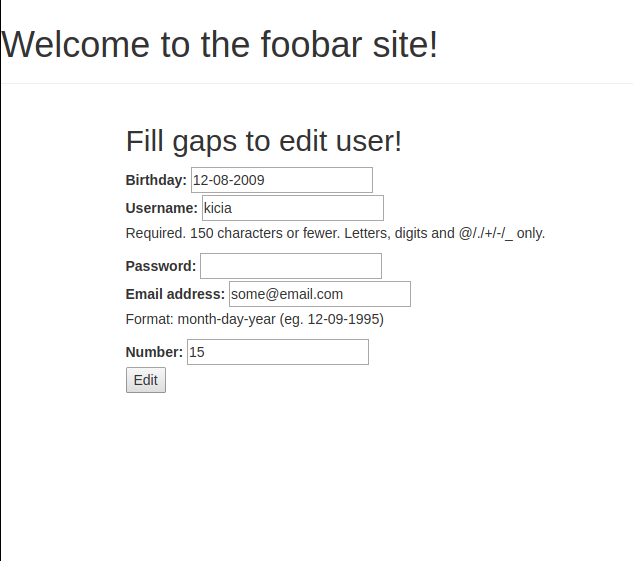 Welcome to the foobar site!
Fill gaps to edit user!
Birthday: 12-08-2009
Username: kicia
Required. 150 characters or fewer. Letters, digits and @/./+/-/_ only.
Password:
Email address: some@email.com
Format: month-day-year (eg. 12-09-1995)
Number: 15
Edit